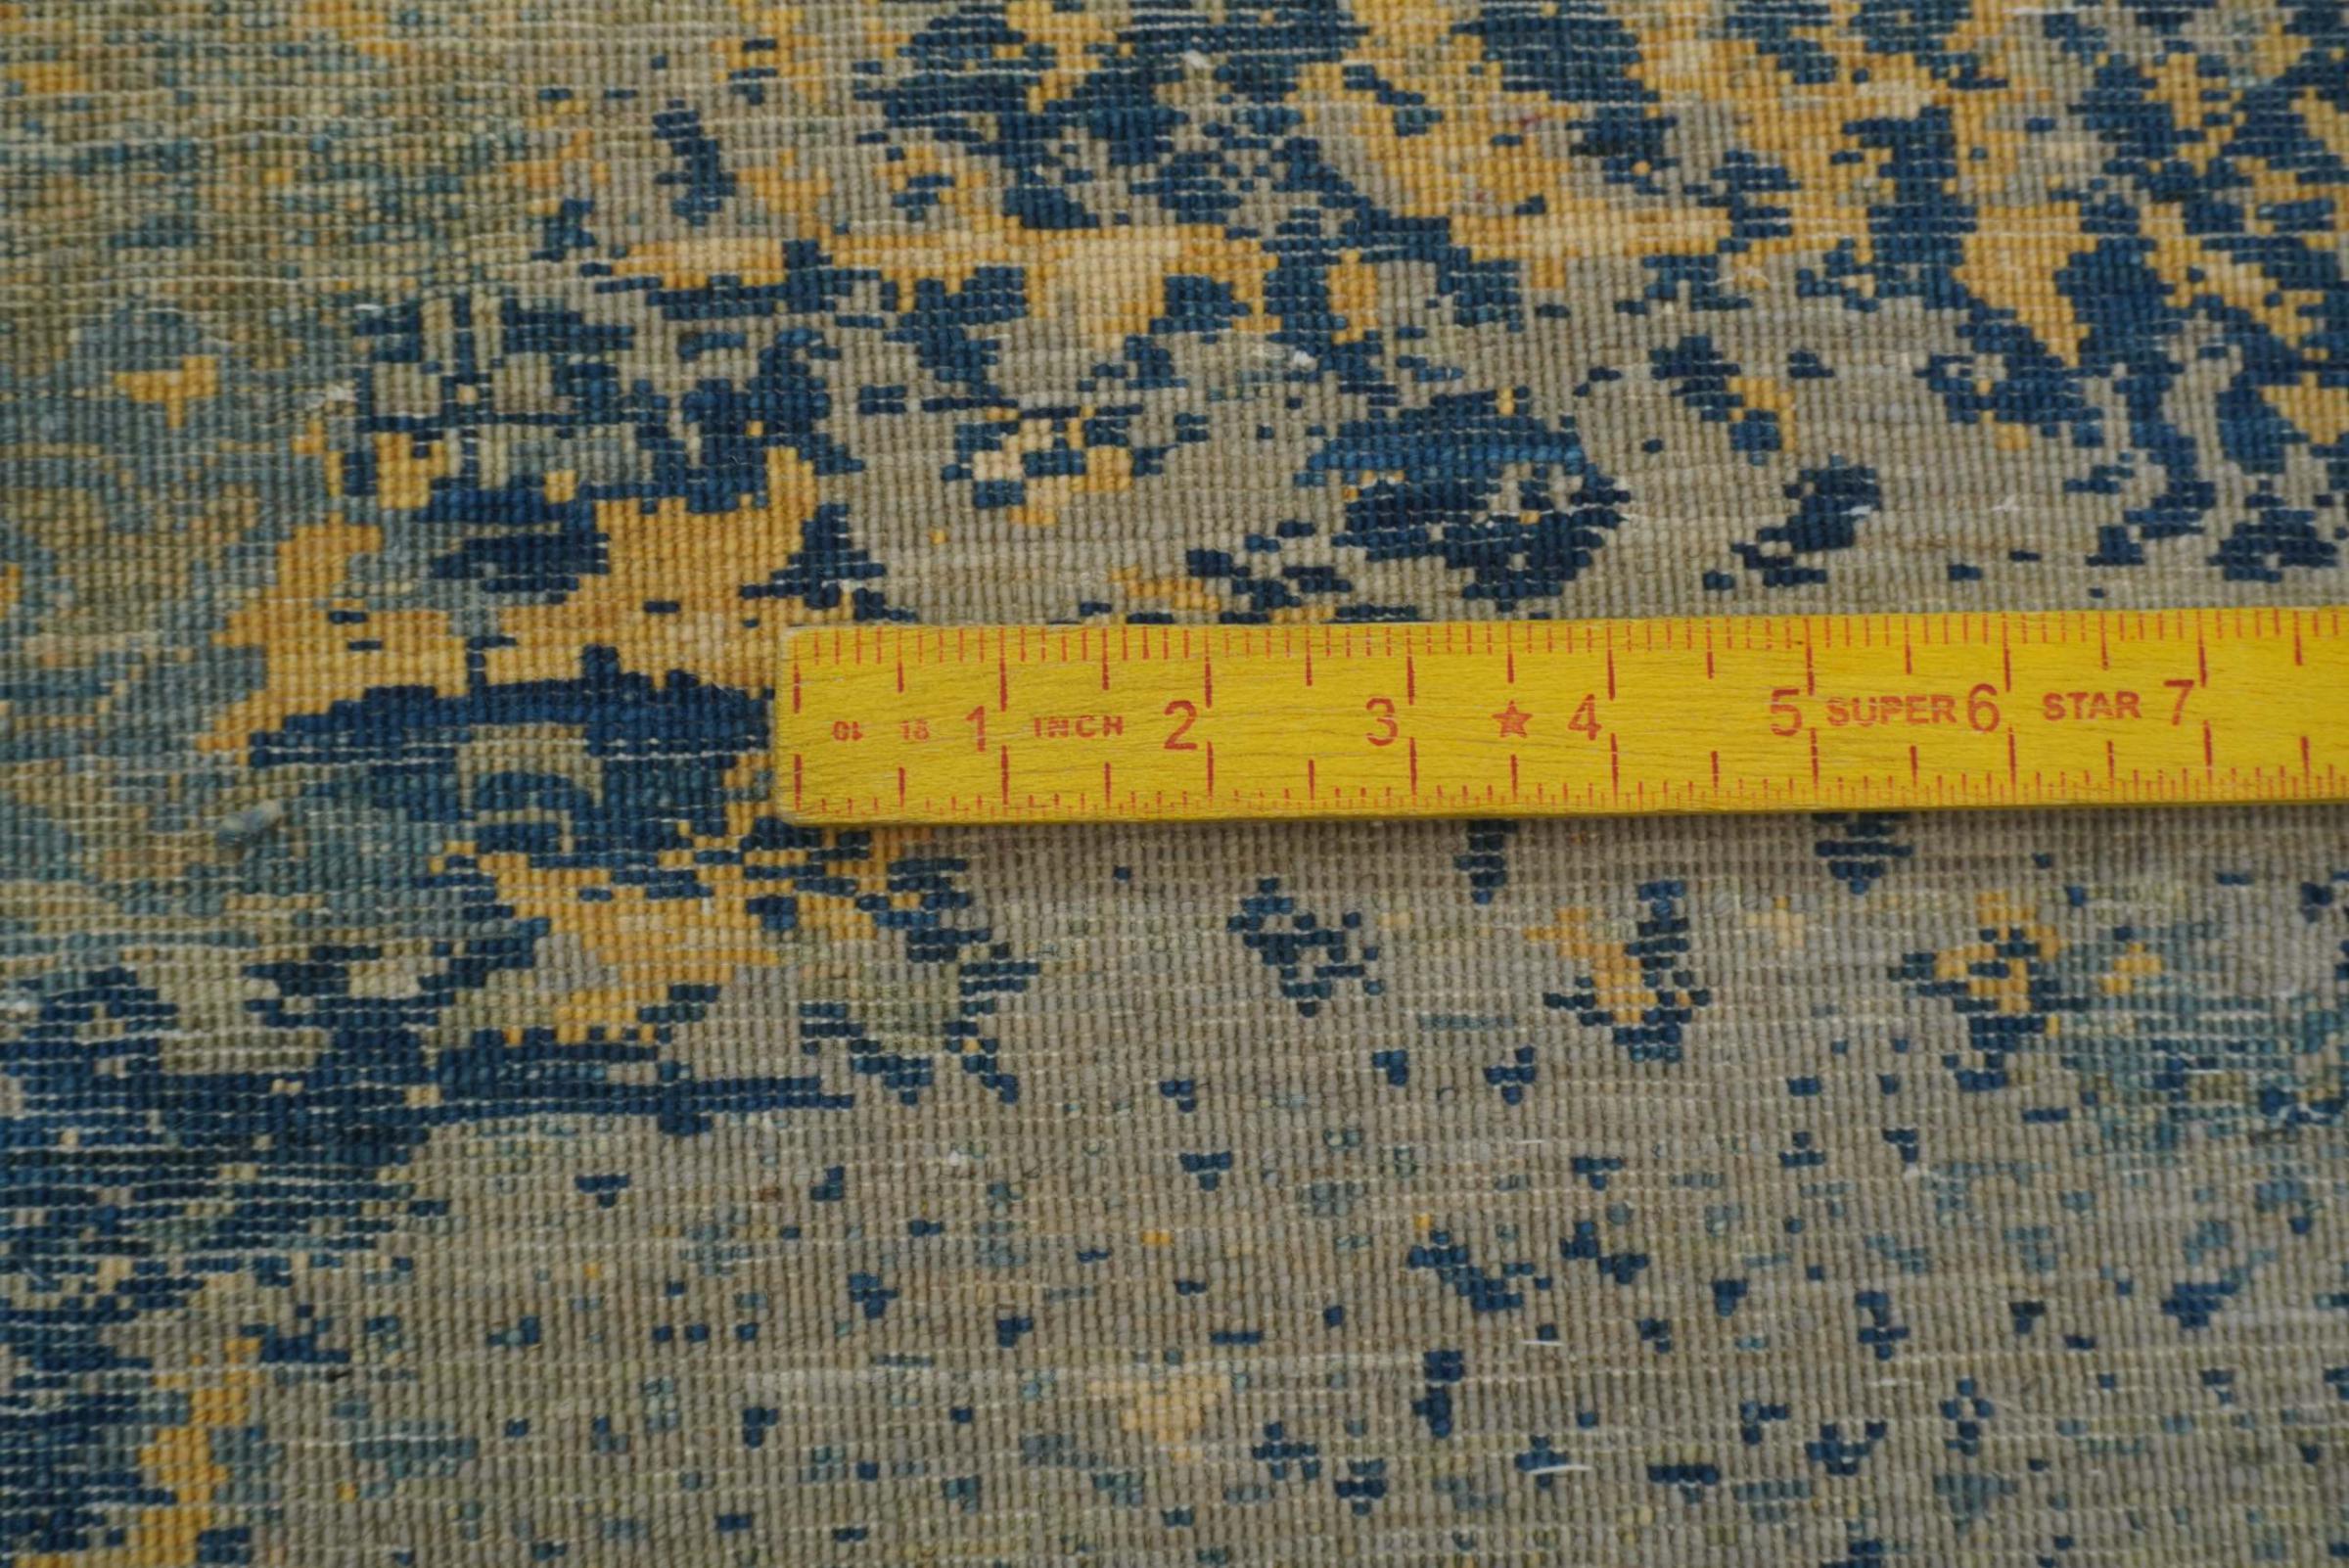 1 INCH 2 3 ★ 4 5 SUPER 6 STAR 7